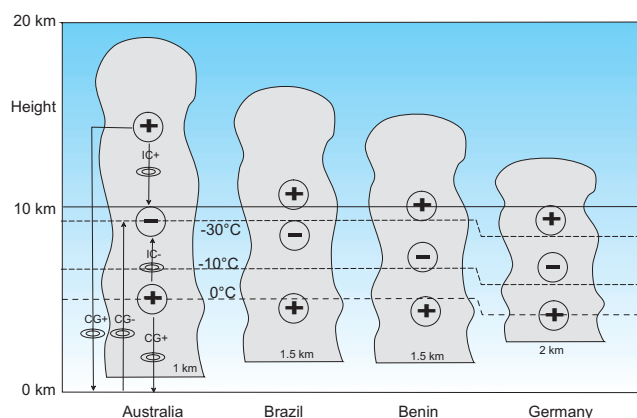 20 km
Height
+
+
+
+
IC+
10 km
−
−
-30°C
−
−
IC-
-10°C
0°C
+
+
+
+
CG+
CG-
CG+
1 km
1.5 km
1.5 km
2 km
0 km
Australia
Brazil
Benin
Germany